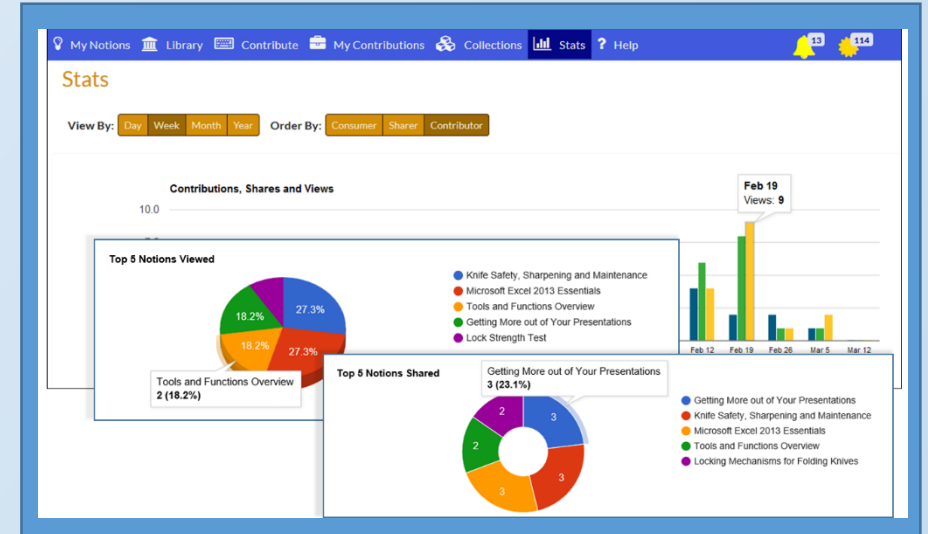 My Notions Library Contribute My Contributions Collections Stats ? Help 13 114
Stats
View By: Day Week Month Year Order By: Consumer Sharer Contributor
Contributions, Shares and Views
Feb 19
Views: 9
10.0
Top 5 Notions Viewed
Knife Safety, Sharpening and Maintenance
Microsoft Excel 2013 Essentials
Tools and Functions Overview
Getting More out of Your Presentations
Lock Strength Test
27.3%
18.2%
18.2%
27.3%
Tools and Functions Overview
2 (18.2%)
Feb 12 Feb 19 Feb 26 Mar 5 Mar 12
Top 5 Notions Shared
Getting More out of Your Presentations
3 (23.1%)
2
3
2
3
3
Getting More out of Your Presentations
Knife Safety, Sharpening and Maintenance
Microsoft Excel 2013 Essentials
Tools and Functions Overview
Locking Mechanisms for Folding Knives